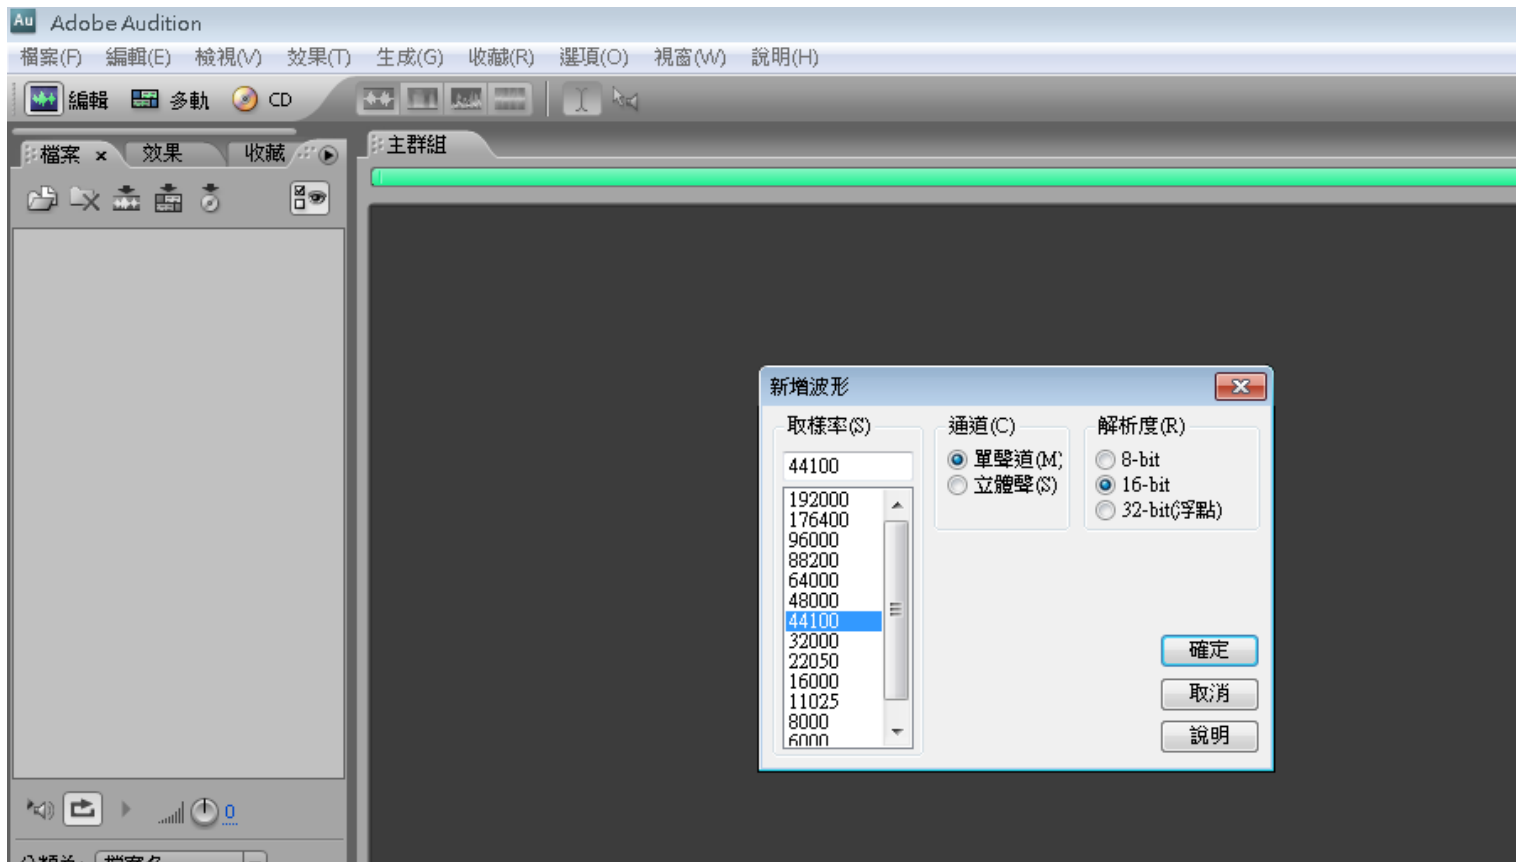 Au Adobe Audition
檔案(F) 編輯(E) 檢視(V) 效果(T) 生成(G) 收藏(R) 選項(O) 視窗(W) 說明(H)
編輯 多軌 CD
檔案 × 效果 收藏
主群組
新增波形
取樣率(S) 通道(C) 解析度(R)
44100
192000
176400
96000
88200
64000
48000
44100
32000
22050
16000
11025
8000
6000
單聲道(M)
立體聲(S)
8-bit
16-bit
32-bit(浮點)
確定
取消
說明
0
檔案名